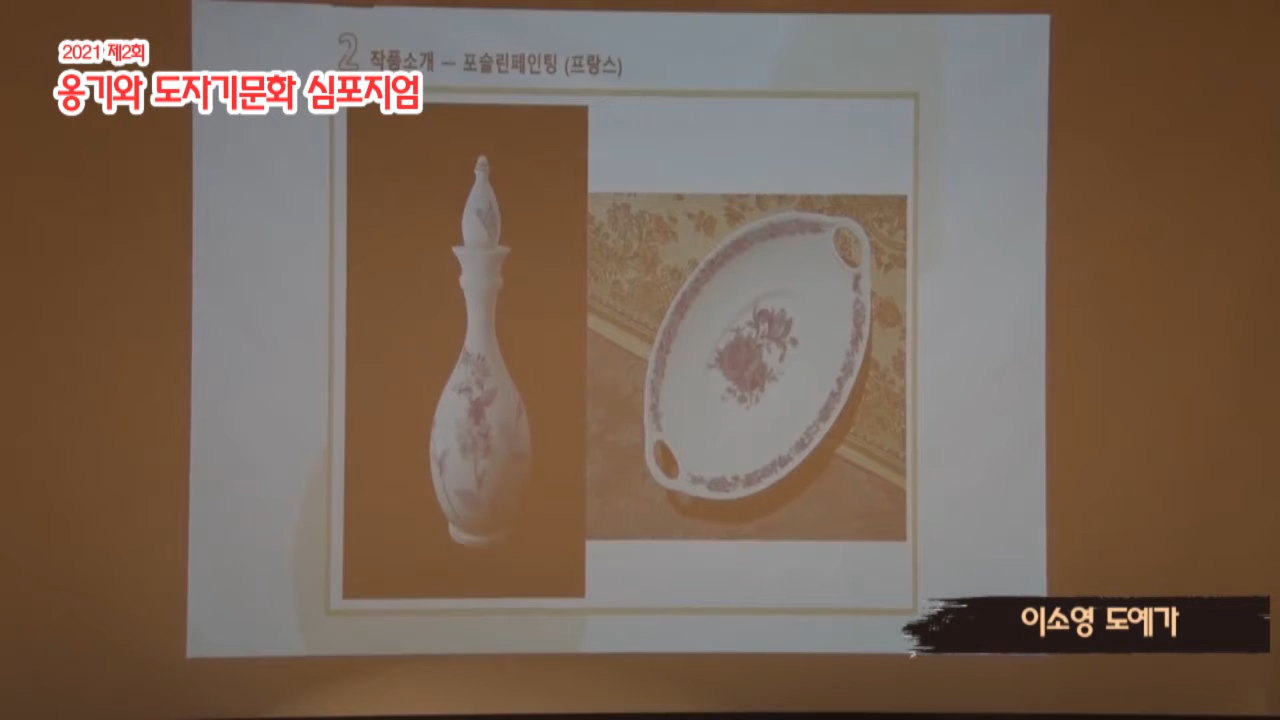 2021 제2회
옹기와 도자기문화 심포지엄
2 작품소개 — 포슬린페인팅 (프랑스)
이소영 도예가